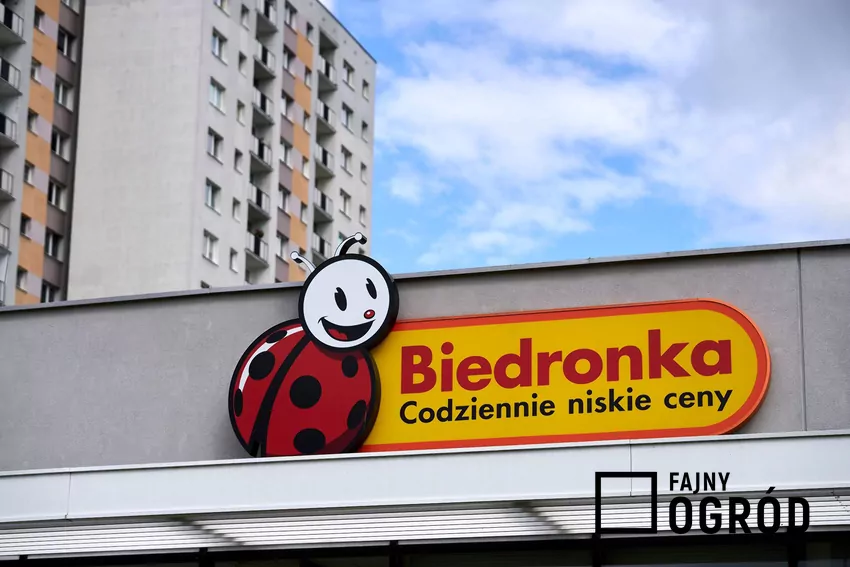 Biedronka
Codziennie niskie ceny
FAJNY
OGRÓD